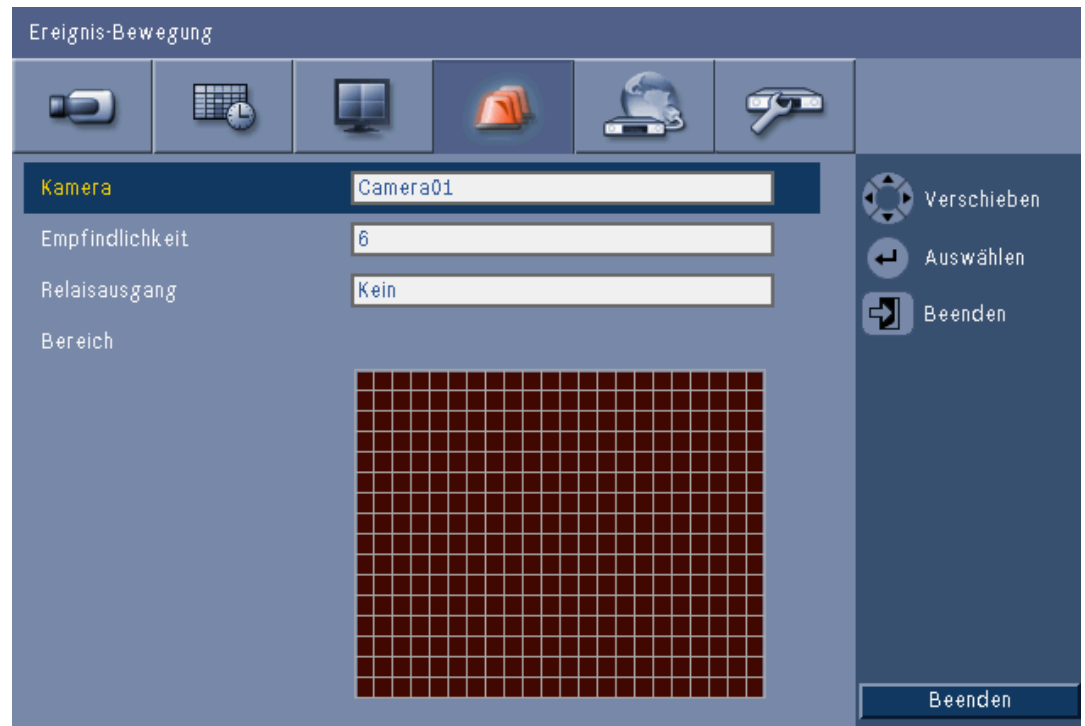 Ereignis-Bewegung
Kamera Camera01
Empfindlichkeit 6
Relaisausgang Kein
Bereich
Verschieben
Auswählen
Beenden
Beenden